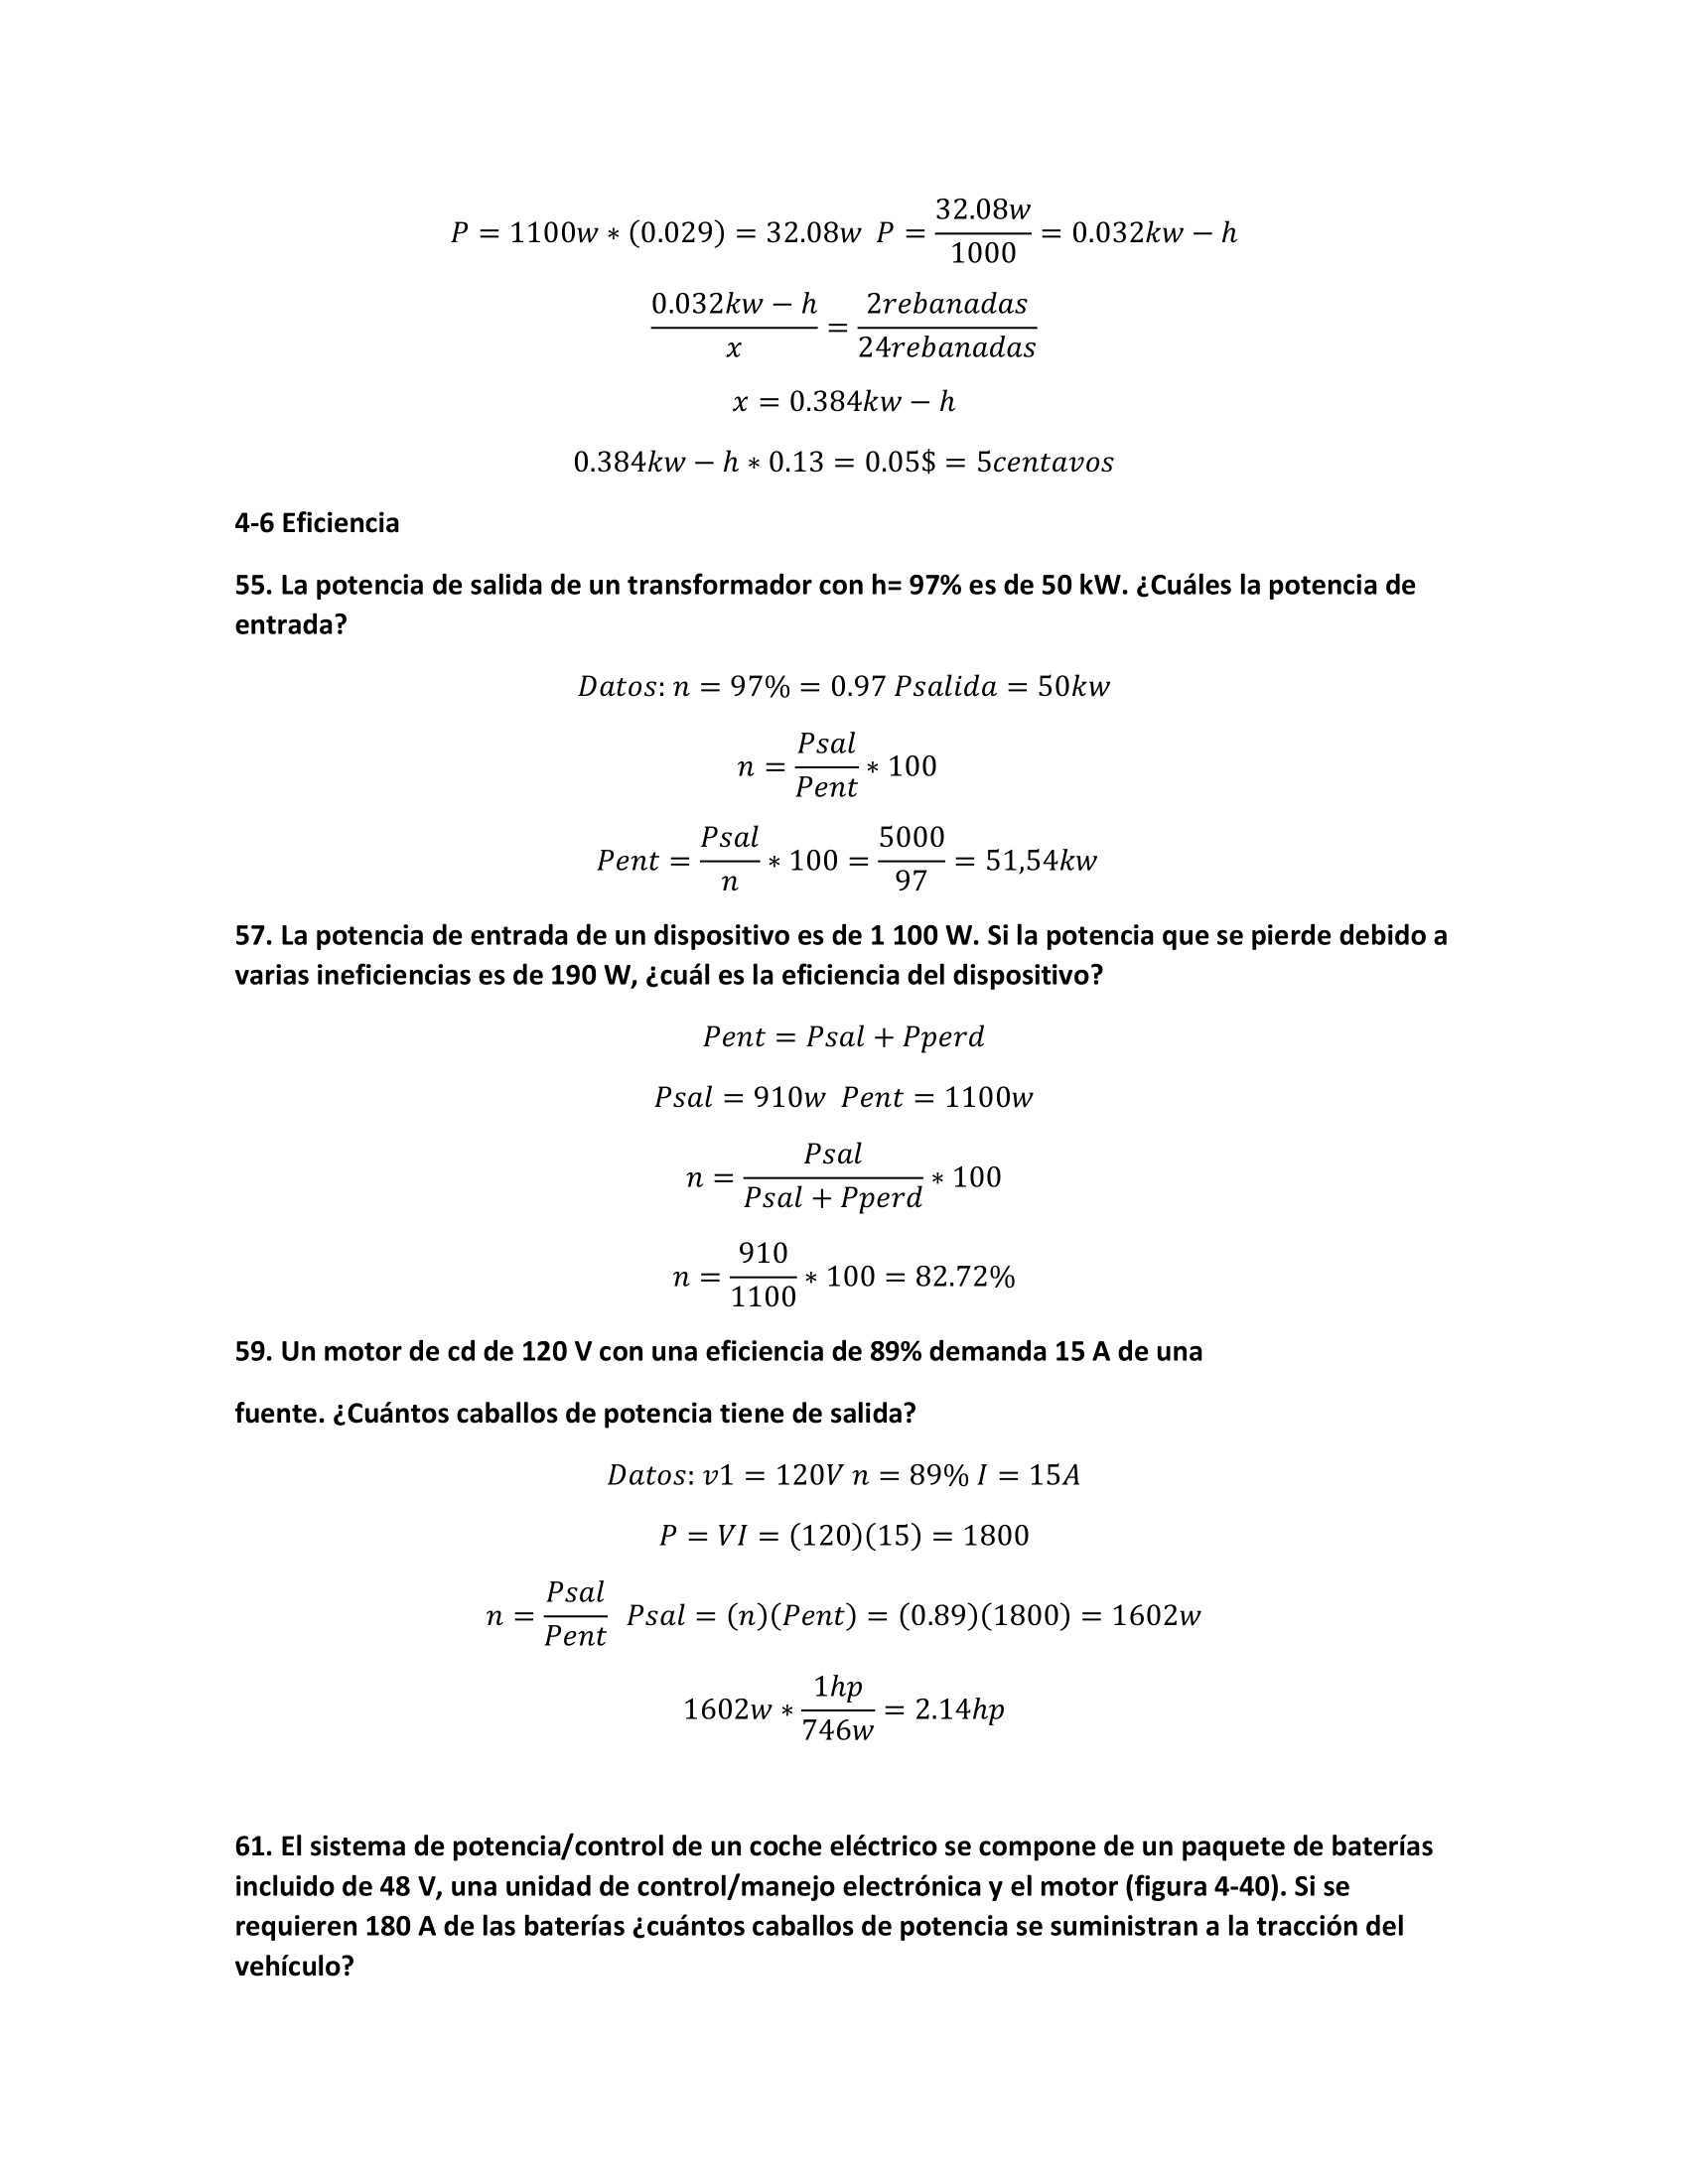 P = 1100w ∗ (0.029) = 32.08w P = 32.08w/1000 = 0.032kw − h
0.032kw − h/x = 2rebanadas/24rebanadas
x = 0.384kw − h
0.384kw − h ∗ 0.13 = 0.05$ = 5centavos
4-6 Eficiencia
55. La potencia de salida de un transformador con h= 97% es de 50 kW. ¿Cuáles la potencia de
entrada?
Datos: n = 97% = 0.97 Psalida = 50kw
n = Psal/Pent ∗ 100
Pent = Psal/n ∗ 100 = 5000/97 = 51,54kw
57. La potencia de entrada de un dispositivo es de 1 100 W. Si la potencia que se pierde debido a
varias ineficiencias es de 190 W, ¿cuál es la eficiencia del dispositivo?
Pent = Psal + Pperd
Psal = 910w Pent = 1100w
n = Psal/Psal + Pperd ∗ 100
n = 910/1100 ∗ 100 = 82.72%
59. Un motor de cd de 120 V con una eficiencia de 89% demanda 15 A de una
fuente. ¿Cuántos caballos de potencia tiene de salida?
Datos: v1 = 120V n = 89% I = 15A
P = VI = (120)(15) = 1800
n = Psal/Pent Psal = (n)(Pent) = (0.89)(1800) = 1602w
1602w ∗ 1hp/746w = 2.14hp
61. El sistema de potencia/control de un coche eléctrico se compone de un paquete de baterías
incluido de 48 V, una unidad de control/manejo electrónica y el motor (figura 4-40). Si se
requieren 180 A de las baterías ¿cuántos caballos de potencia se suministran a la tracción del
vehículo?